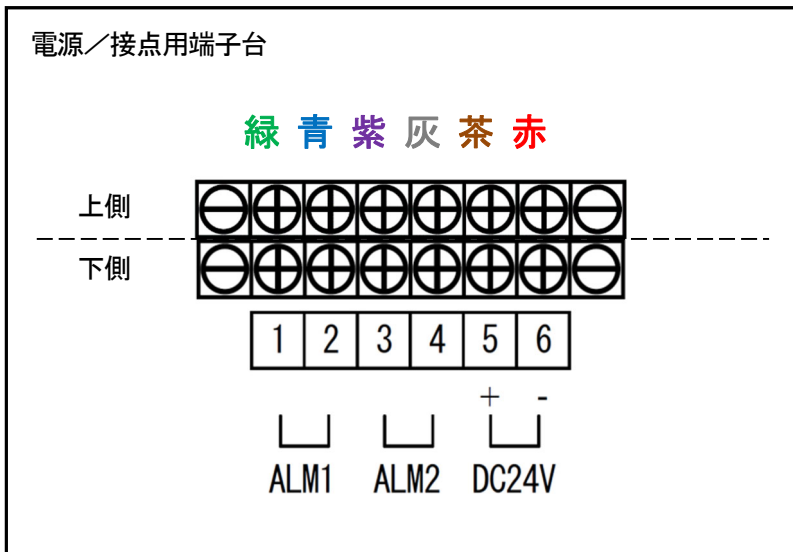 電源／接点用端子台
緑 青 紫 灰 茶 赤
上側
下側
1 2 3 4 5 6
+ -
ALM1 ALM2 DC24V